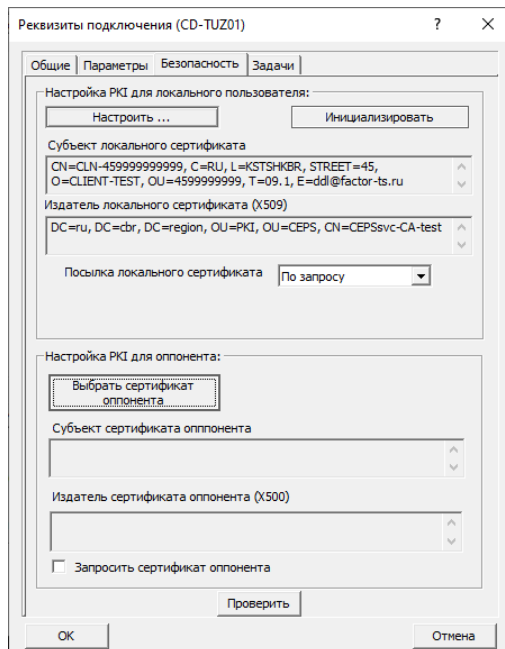 Реквизиты подключения (CD-TUZ01)
Общие Параметры Безопасность Задачи
Настройка PKI для локального пользователя:
Настроить ... Инициализировать
Субъект локального сертификата
CN=CLN-459999999999, C=RU, L=KSTSHKBR, STREET=45,
O=CLIENT-TEST, OU=4599999999, T=09.1, E=ddl@factor-ts.ru
Издатель локального сертификата (X509)
DC=ru, DC=cbr, DC=region, OU=PKI, OU=CEPS, CN=CEPSsvc-CA-test
Посылка локального сертификата По запросу
Настройка PKI для оппонента:
Выбрать сертификат
оппонента
Субъект сертификата опппонента
Издатель сертификата оппонента (X500)
Запросить сертификат оппонента
Проверить
OK Отмена